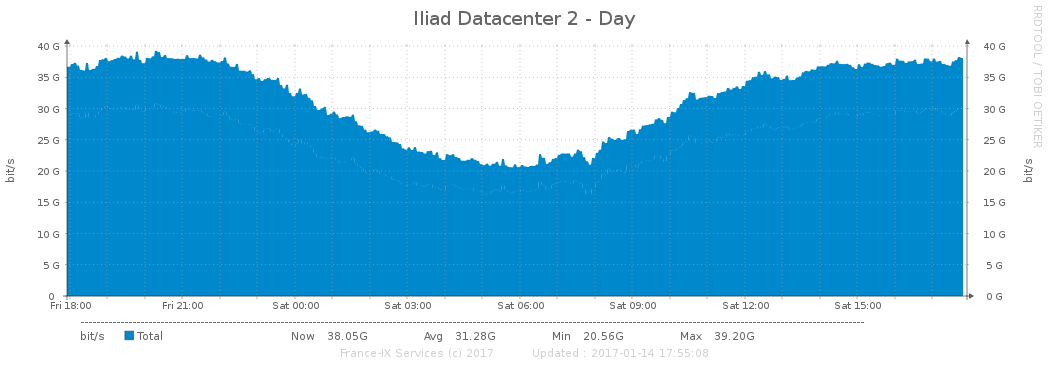 Iliad Datacenter 2 - Day
RRDTOOL / TOBI OETIKER
40 G 40 G
35 G 35 G
30 G 30 G
25 G 25 G
20 G 20 G
15 G 15 G
10 G 10 G
5 G 5 G
0 0 G
bit/s bit/s
Fri 18:00 Fri 21:00 Sat 00:00 Sat 03:00 Sat 06:00 Sat 09:00 Sat 12:00 Sat 15:00
bit/s Total Now 38.05G Avg 31.28G Min 20.56G Max 39.20G
France-IX Services (c) 2017 Updated : 2017-01-14 17:55:08